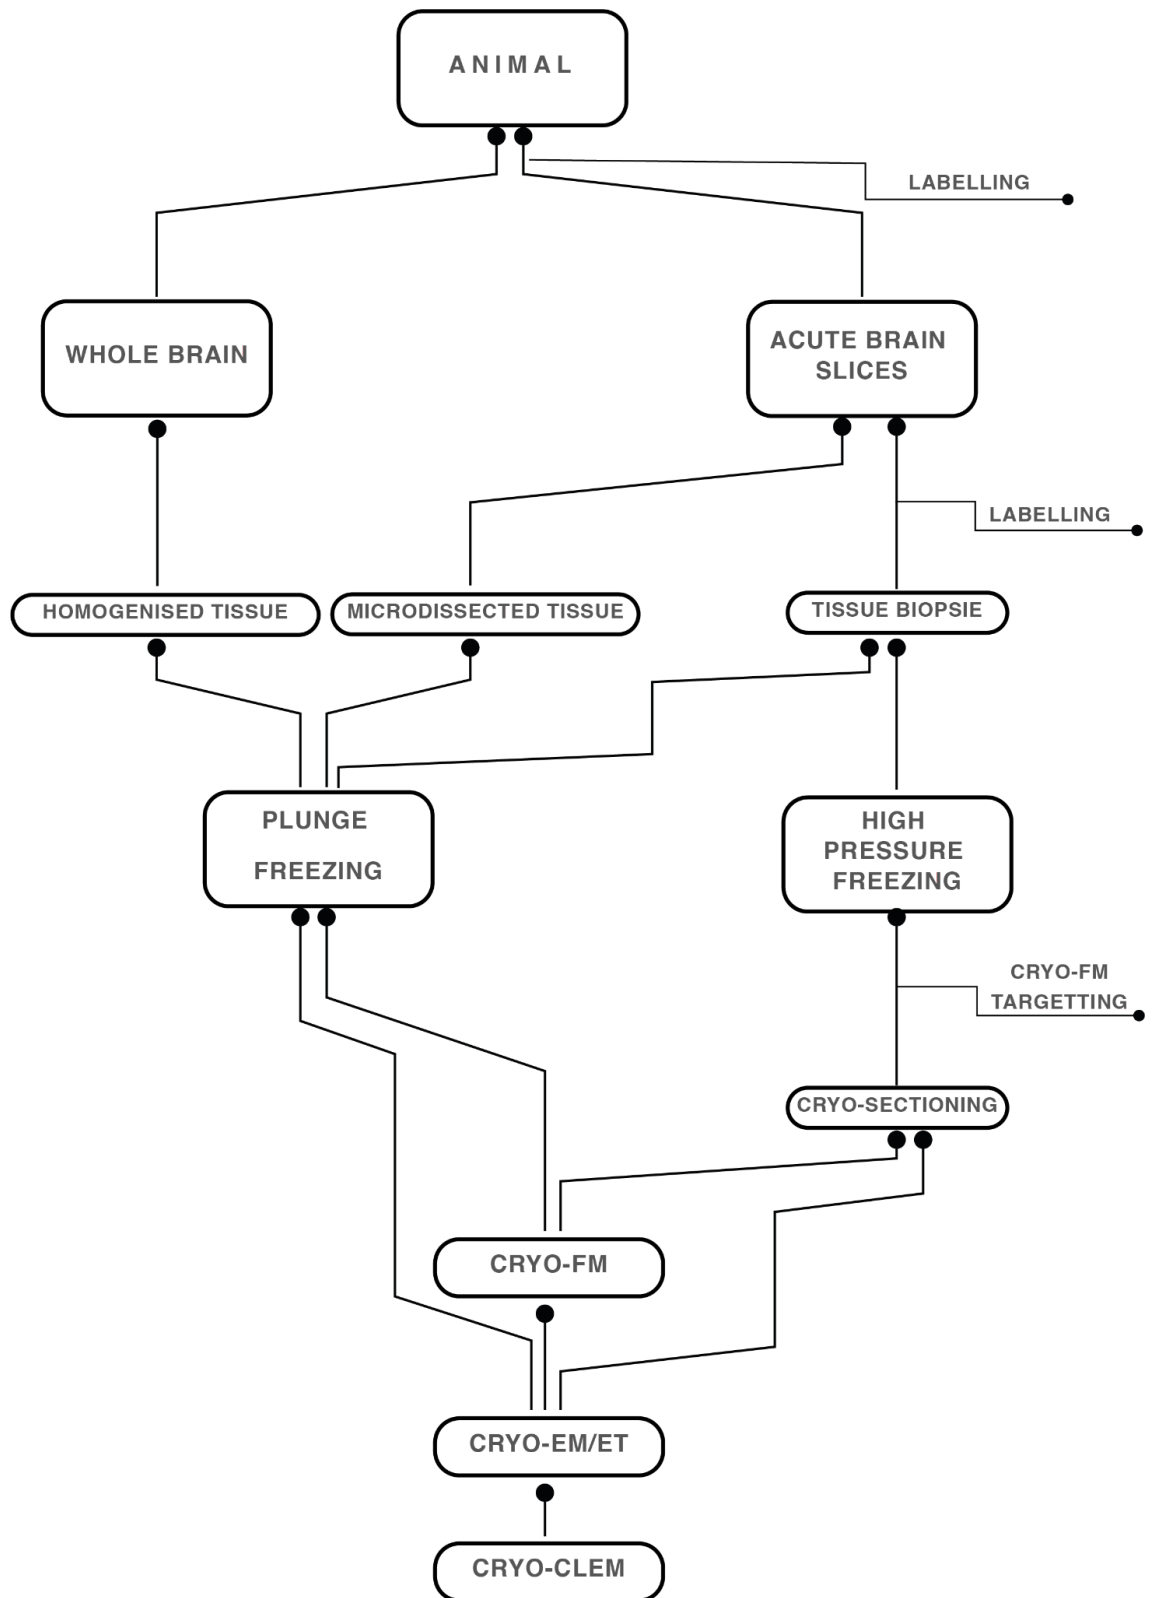 ANIMAL
LABELLING
WHOLE BRAIN
ACUTE BRAIN
SLICES
LABELLING
HOMOGENISED TISSUE
MICRODISSECTED TISSUE
TISSUE BIOPSIE
PLUNGE
FREEZING
HIGH
PRESSURE
FREEZING
CRYO-FM
TARGETTING
CRYO-SECTIONING
CRYO-FM
CRYO-EM/ET
CRYO-CLEM